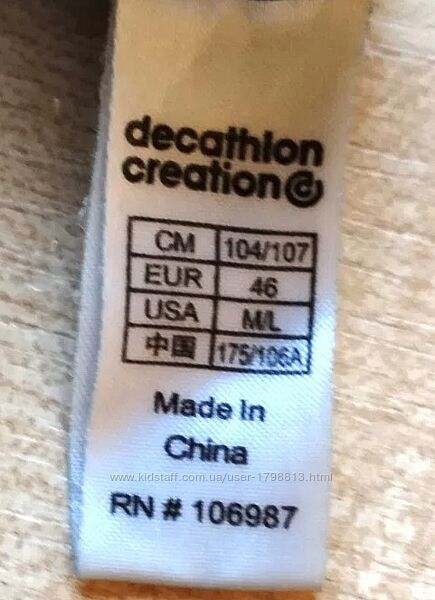 decathlon
creation
CM 104/107
EUR 46
USA M/L
中国 175/106A
Made In
China
www.kidstaff.com.ua/user-1798813.html
RN # 106987